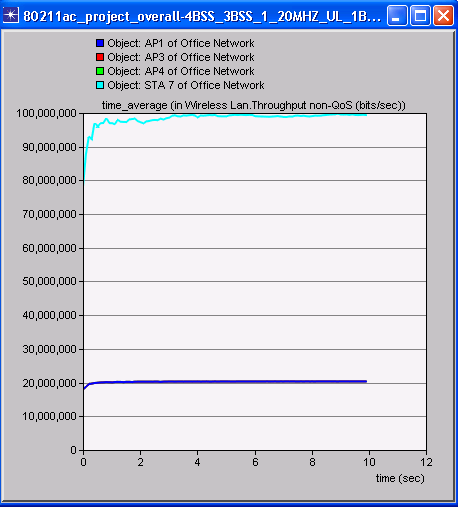 80211ac_project_overall-4BSS_3BSS_1_20MHZ_UL_1B...
Object: AP1 of Office Network
Object: AP3 of Office Network
Object: AP4 of Office Network
Object: STA 7 of Office Network
time_average (in Wireless Lan.Throughput non-QoS (bits/sec))
100,000,000
90,000,000
80,000,000
70,000,000
60,000,000
50,000,000
40,000,000
30,000,000
20,000,000
10,000,000
0
0 2 4 6 8 10 12
time (sec)